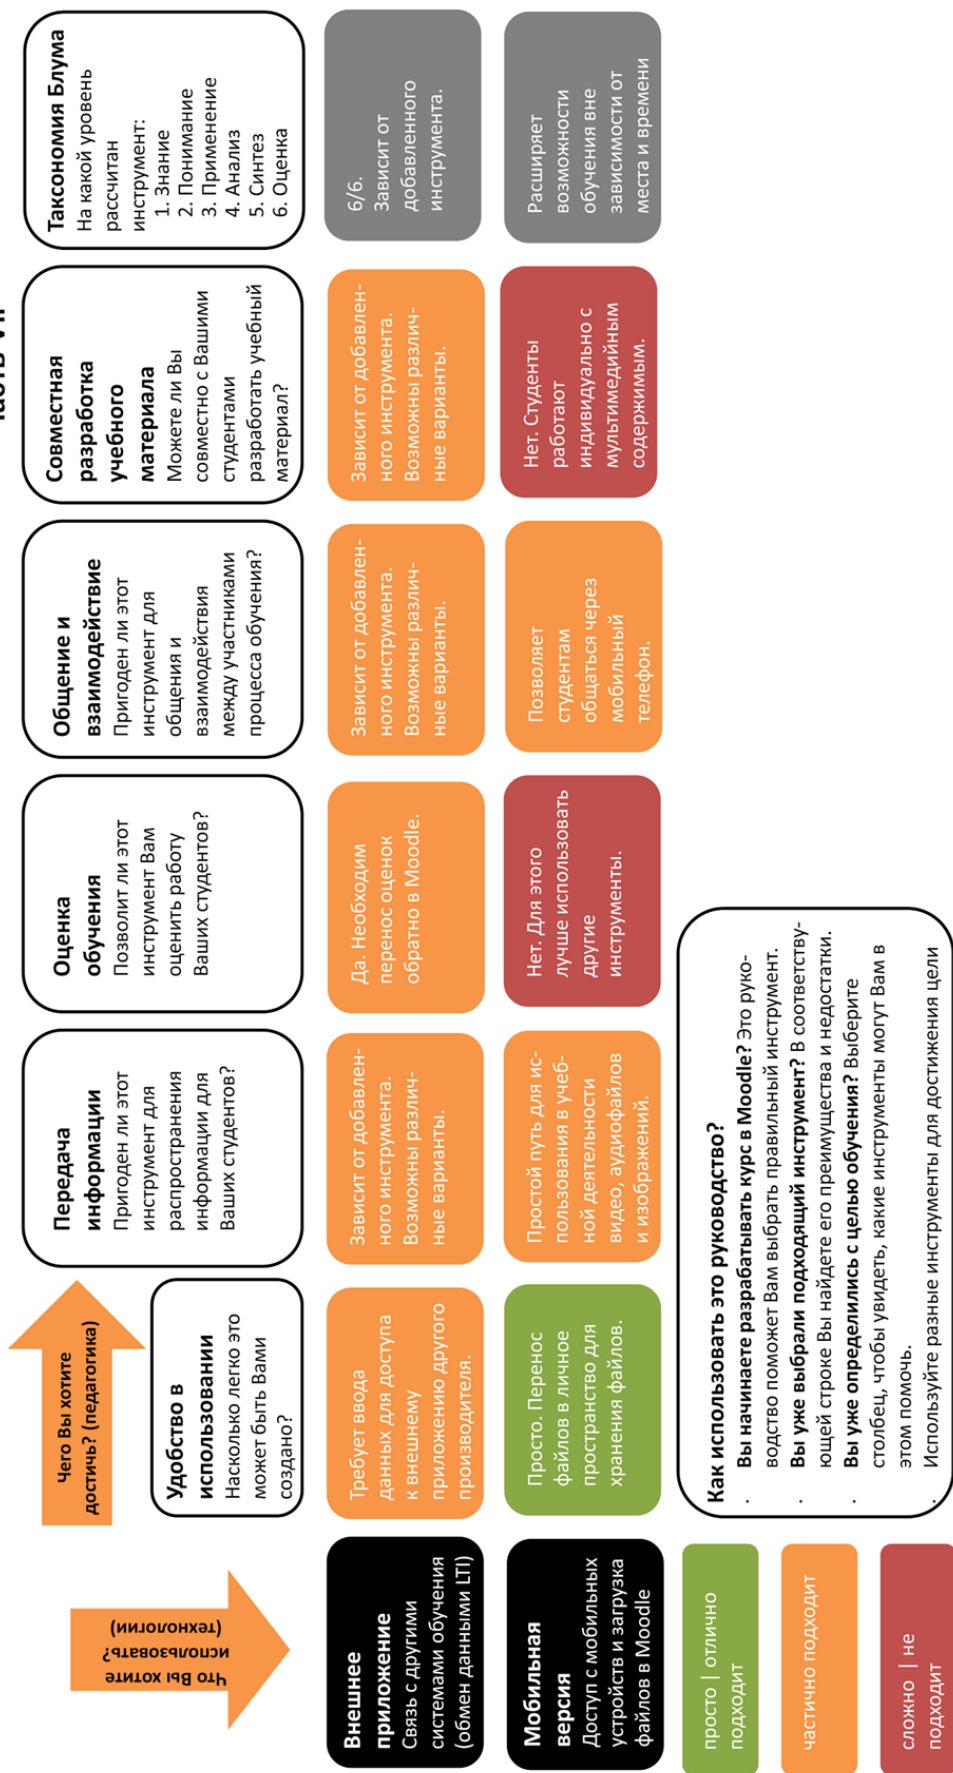 Чего Вы хотите
достичь? (педагогика)
Что Вы хотите
использовать?
(технологии)
Удобство в
использовании
Насколько легко это
может быть Вами
создано?
Передача
информации
Пригоден ли этот
инструмент для
распространения
информации для
Ваших студентов?
Оценка
обучения
Позволит ли этот
инструмент Вам
оценить работу
Ваших студентов?
Общение и
взаимодействие
Пригоден ли этот
инструмент для
общения и
взаимодействия
между участниками
процесса обучения?
Совместная
разработка
учебного
материала
Можете ли Вы
совместно с Вашими
студентами
разработать учебный
материал?
Таксономия Блума
На какой уровень
рассчитан
инструмент:
1. Знание
2. Понимание
3. Применение
4. Анализ
5. Синтез
6. Оценка
Внешнее
приложение
Связь с другими
системами обучения
(обмен данными LTI)
Требует ввода
данных для доступа
к внешнему
приложению другого
производителя.
Зависит от добавлен-
ного инструмента.
Возможны различ-
ные варианты.
Да. Необходим
перенос оценок
обратно в Moodle.
Зависит от добавлен-
ного инструмента.
Возможны различ-
ные варианты.
Зависит от добавлен-
ного инструмента.
Возможны различ-
ные варианты.
6/6.
Зависит от
добавленного
инструмента.
Мобильная
версия
Доступ с мобильных
устройств и загрузка
файлов в Moodle
Просто. Перенос
файлов в личное
пространство для
хранения файлов.
Простой путь для ис-
пользования в учеб-
ной деятельности
видео, аудиофайлов
и изображений.
Нет. Для этого
лучше использовать
другие
инструменты.
Позволяет
студентам
общаться через
мобильный
телефон.
Нет. Студенты
работают
индивидуально с
мультимедийным
содержимым.
Расширяет
возможности
обучения вне
зависимости от
места и времени
просто | отлично
подходит
частично подходит
сложно | не
подходит
Как использовать это руководство?
. Вы начинаете разрабатывать курс в Moodle? Это руко-
водство поможет Вам выбрать правильный инструмент.
. Вы уже выбрали подходящий инструмент? В соответству-
ющей строке Вы найдете его преимущества и недостатки.
. Вы уже определились с целью обучения? Выберите
столбец, чтобы увидеть, какие инструменты могут Вам в
этом помочь.
. Используйте разные инструменты для достижения цели